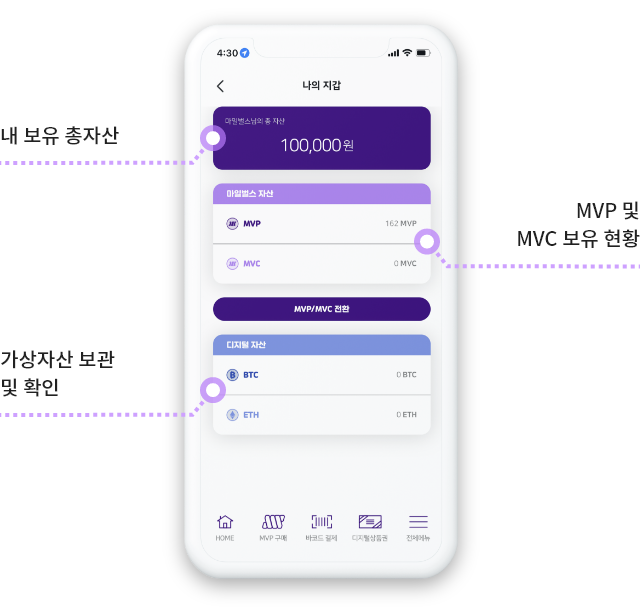 4:30
나의 지갑
마일벌스님의 총 자산
100,000원
내 보유 총자산
마일벌스 자산
MVP
162 MVP
MVC
0 MVC
MVP 및
MVC 보유 현황
MVP/MVC 전환
디지털 자산
BTC
0 BTC
ETH
0 ETH
가상자산 보관
및 확인
HOME
MVP 구매
바코드 결제
디지털상품권
전체메뉴